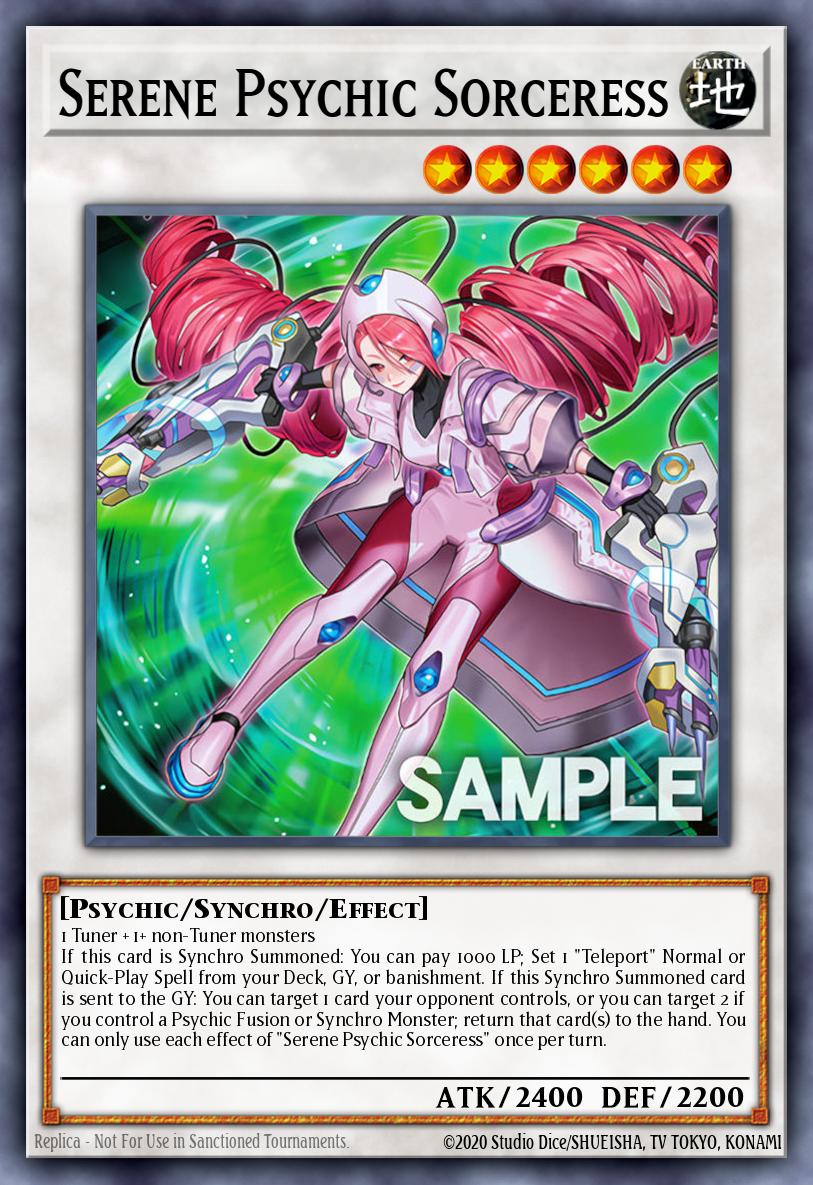 Serene Psychic Sorceress
EARTH
地
SAMPLE
[Psychic/Synchro/Effect]
1 Tuner + 1+ non-Tuner monsters
If this card is Synchro Summoned: You can pay 1000 LP; Set 1 "Teleport" Normal or
Quick-Play Spell from your Deck, GY, or banishment. If this Synchro Summoned card
is sent to the GY: You can target 1 card your opponent controls, or you can target 2 if
you control a Psychic Fusion or Synchro Monster; return that card(s) to the hand. You
can only use each effect of "Serene Psychic Sorceress" once per turn.
ATK/2400 DEF/2200
Replica - Not For Use in Sanctioned Tournaments.
©2020 Studio Dice/SHUEISHA, TV TOKYO, KONAMI